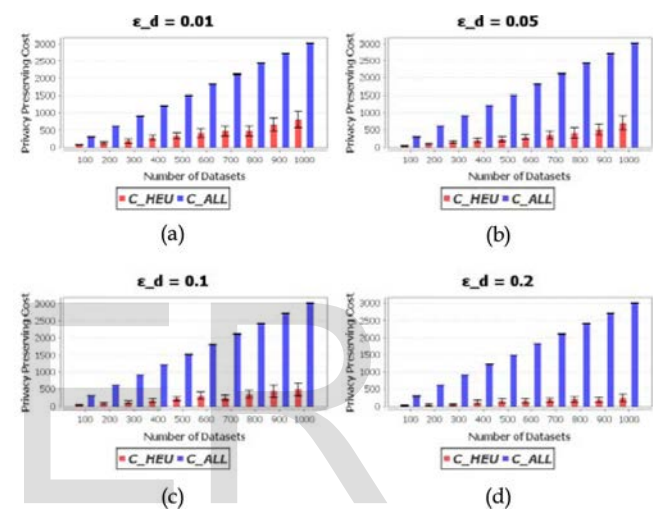 ε_d = 0.01
ε_d = 0.05
Privacy Preserving Cost
3000
2500
2000
1500
1000
500
0
100 200 300 400 500 600 700 800 900 1000
Number of Datasets
C_HEU C_ALL
(a)
Privacy Preserving Cost
3000
2500
2000
1500
1000
500
0
100 200 300 400 500 600 700 800 900 1000
Number of Datasets
C_HEU C_ALL
(b)
ε_d = 0.1
ε_d = 0.2
Privacy Preserving Cost
3000
2500
2000
1500
1000
500
0
100 200 300 400 500 600 700 800 900 1000
Number of Datasets
C_HEU C_ALL
(c)
Privacy Preserving Cost
3000
2500
2000
1500
1000
500
0
100 200 300 400 500 600 700 800 900 1000
Number of Datasets
C_HEU C_ALL
(d)
ER